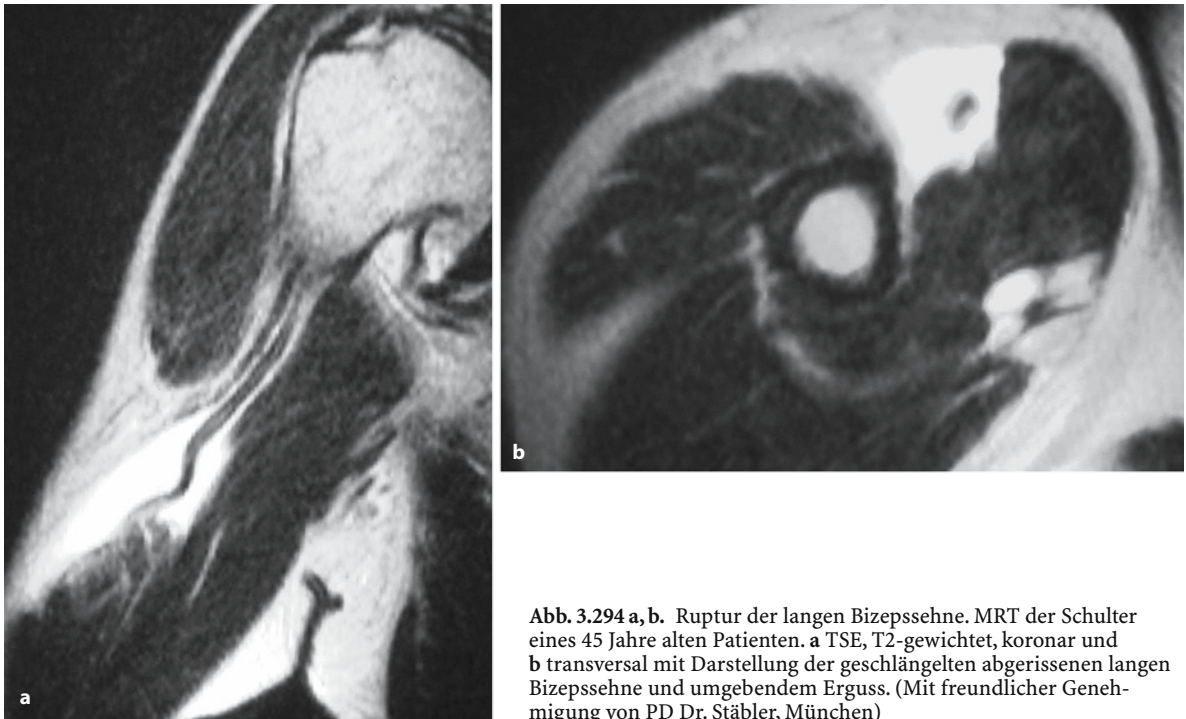 a
b
Abb. 3.294 a, b. Ruptur der langen Bizepssehne. MRT der Schulter
eines 45 Jahre alten Patienten. a TSE, T2-gewichtet, koronar und
b transversal mit Darstellung der geschlängelten abgerissenen langen
Bizepssehne und umgebendem Erguss. (Mit freundlicher Geneh-
migung von PD Dr. Stäbler, München)